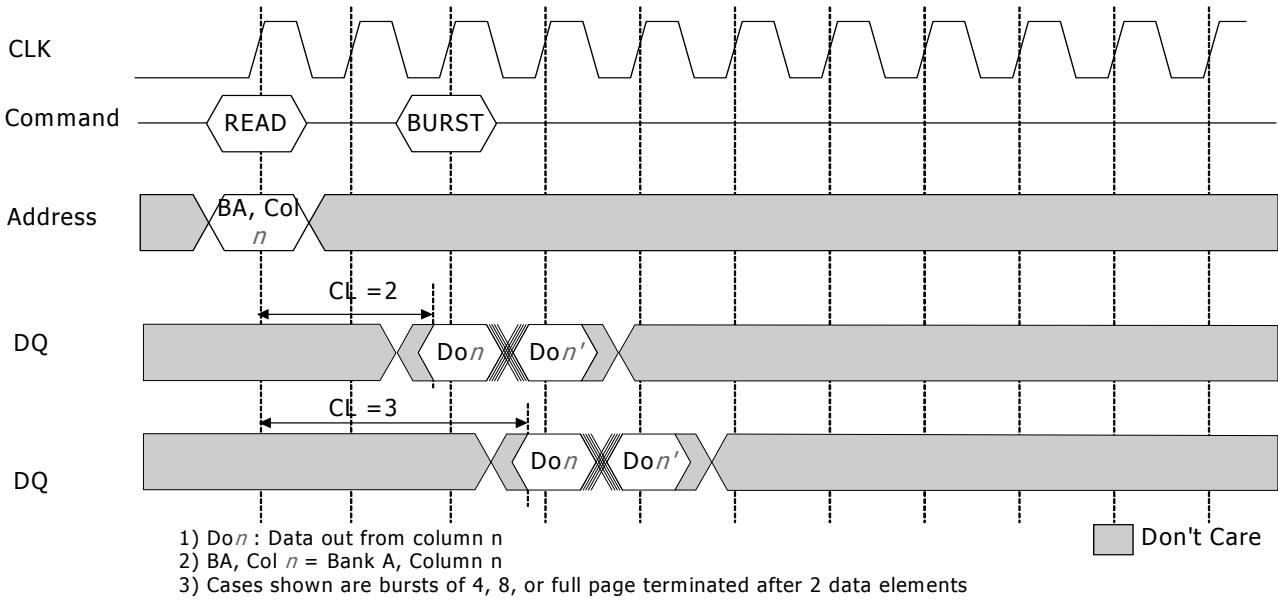 CLK
Command
READ
BURST
Address
BA, Col
n
CL =2
DQ
Don
Don'
CL =3
DQ
Don
Don'
1) Don : Data out from column n
2) BA, Col n = Bank A, Column n
3) Cases shown are bursts of 4, 8, or full page terminated after 2 data elements
Don't Care